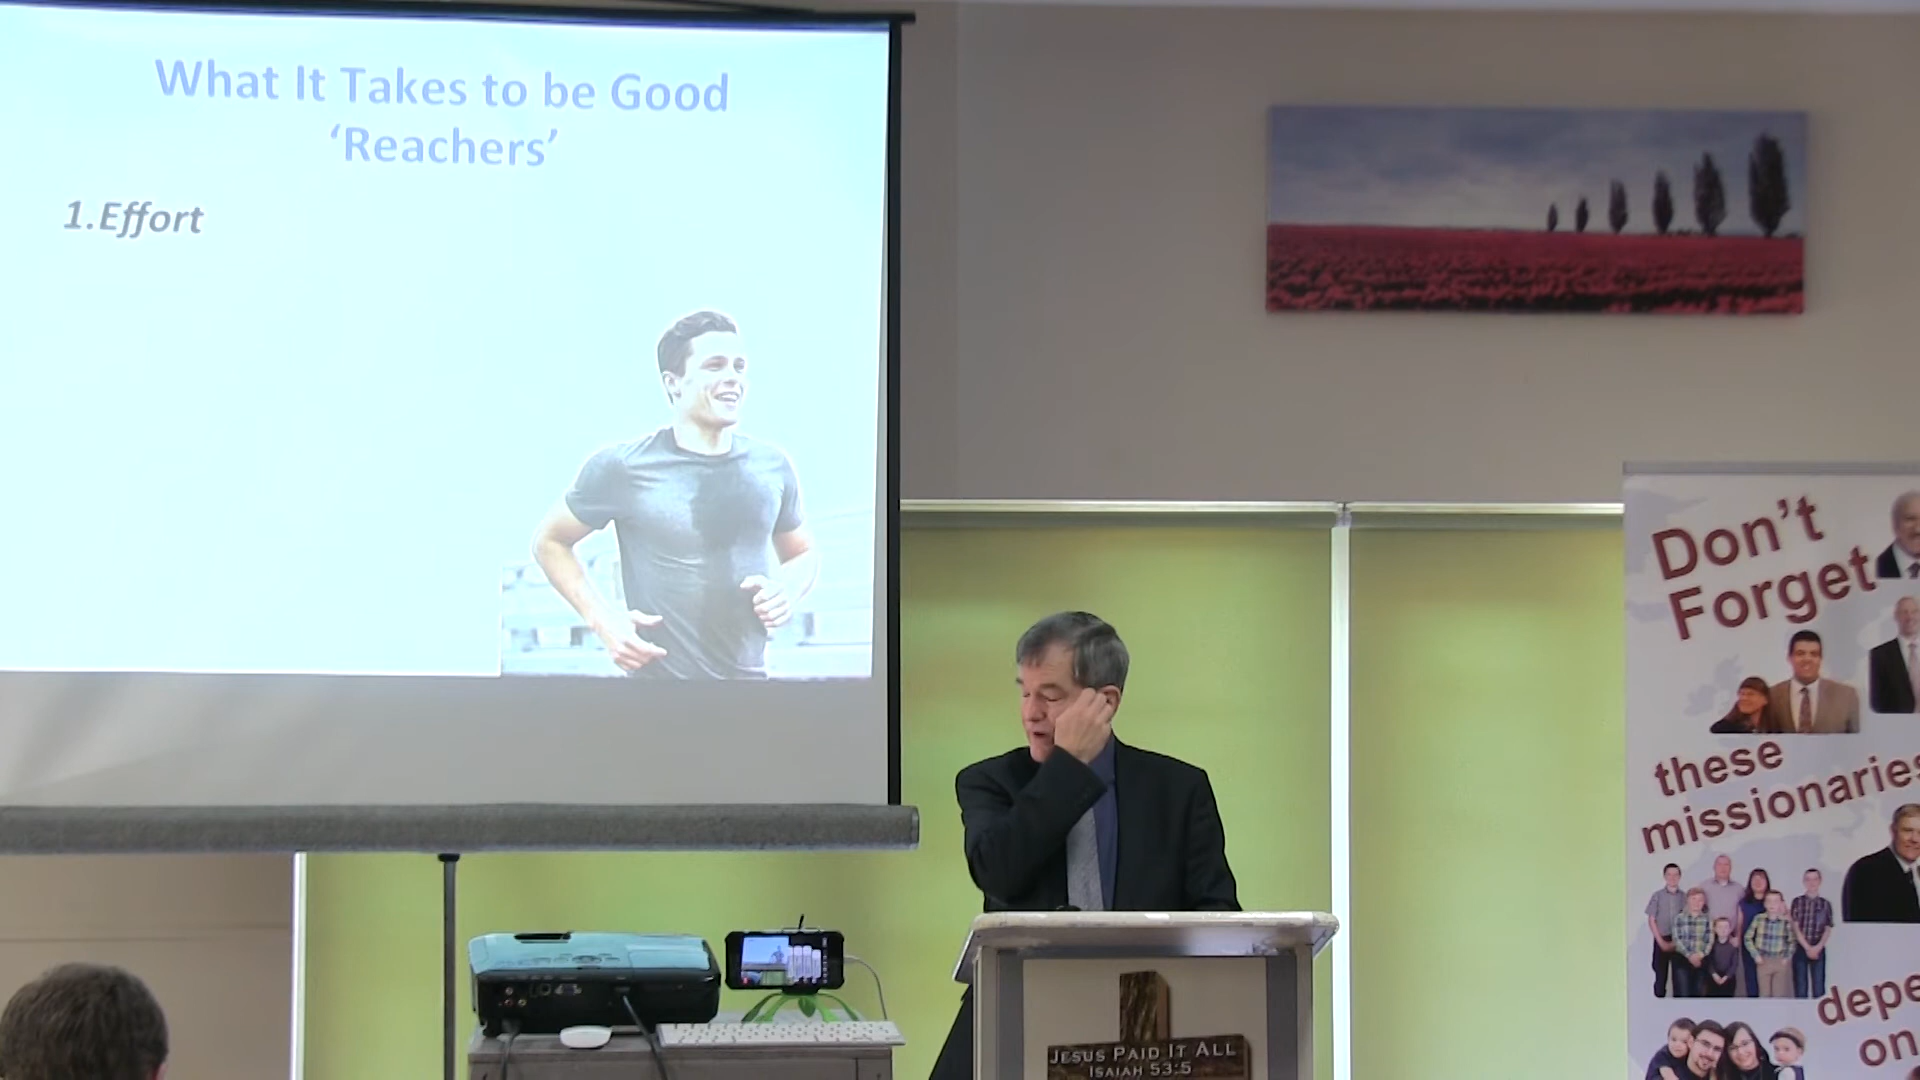 What It Takes to be Good
‘Reachers’
1.Effort
Don't
Forget
these
missionaries
on
JESUS PAID IT ALL
ISAIAH 53:5